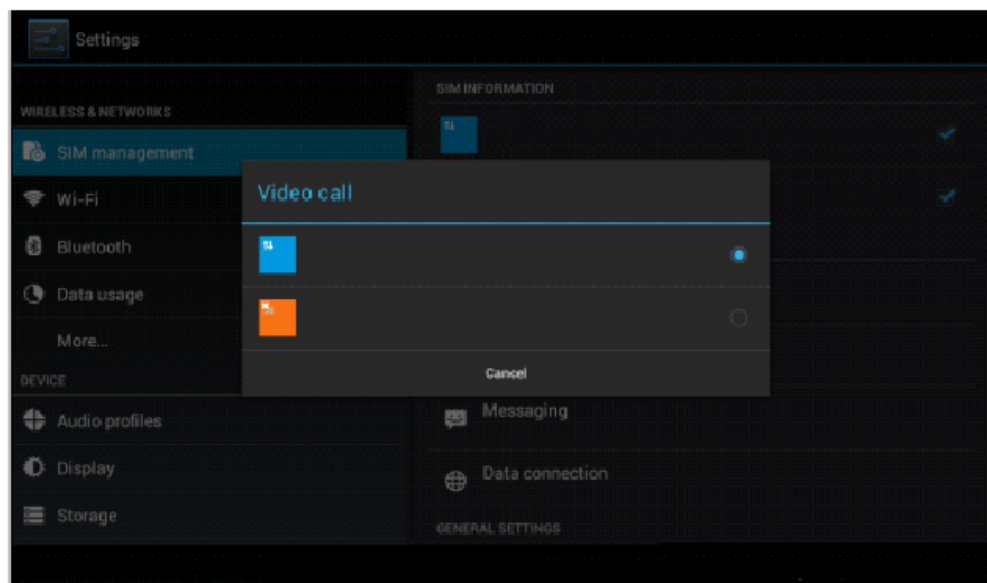 Settings
WIRELESS & NETWORKS
SIM management
Wi-Fi
Bluetooth
Data usage
More...
DEVICE
Audio profiles
Display
Storage
SIM INFORMATION
Video call
Cancel
Messaging
Data connection
GENERAL SETTINGS